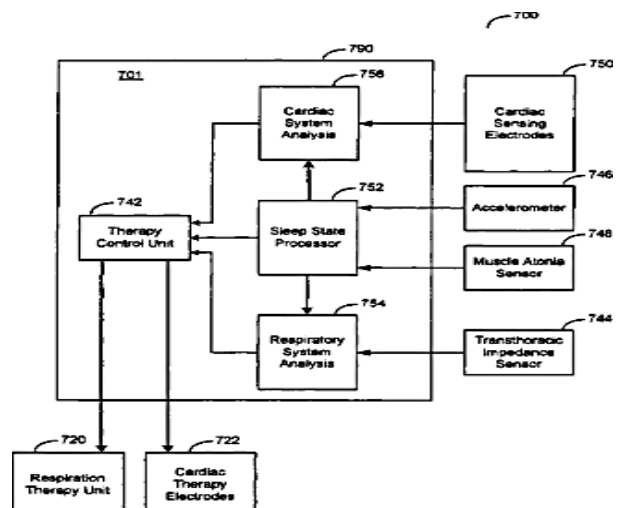 700
790
701
756
750
Cardiac
System
Analysis
Cardiac
Sensing
Electrodes
742
752
746
Therapy
Control Unit
Sleep State
Processor
Accelerometer
748
Muscle Atonia
Sensor
754
744
Respiratory
System
Analysis
Transthoracic
Impedance
Sensor
720
722
Respiration
Therapy Unit
Cardiac
Therapy
Electrodes